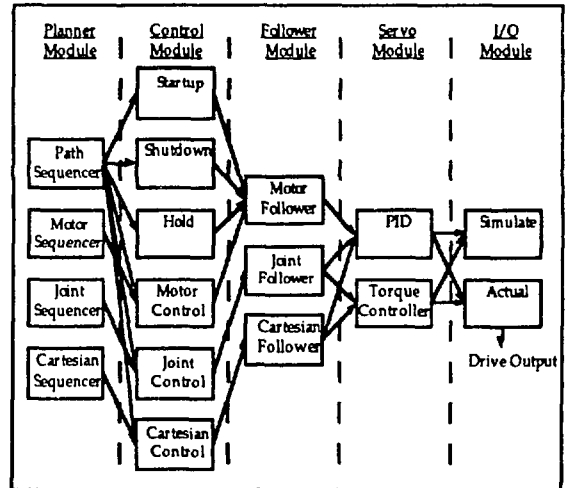 Planner
Module
Control
Module
Follower
Module
Servo
Module
I/O
Module
Startup
Path
Sequencer
Shutdown
Motor
Follower
Motor
Sequencer
Hold
PID
Simulate
Joint
Sequencer
Motor
Control
Joint
Follower
Torque
Controller
Actual
Cartesian
Sequencer
Joint
Control
Cartesian
Follower
Drive Output
Cartesian
Control